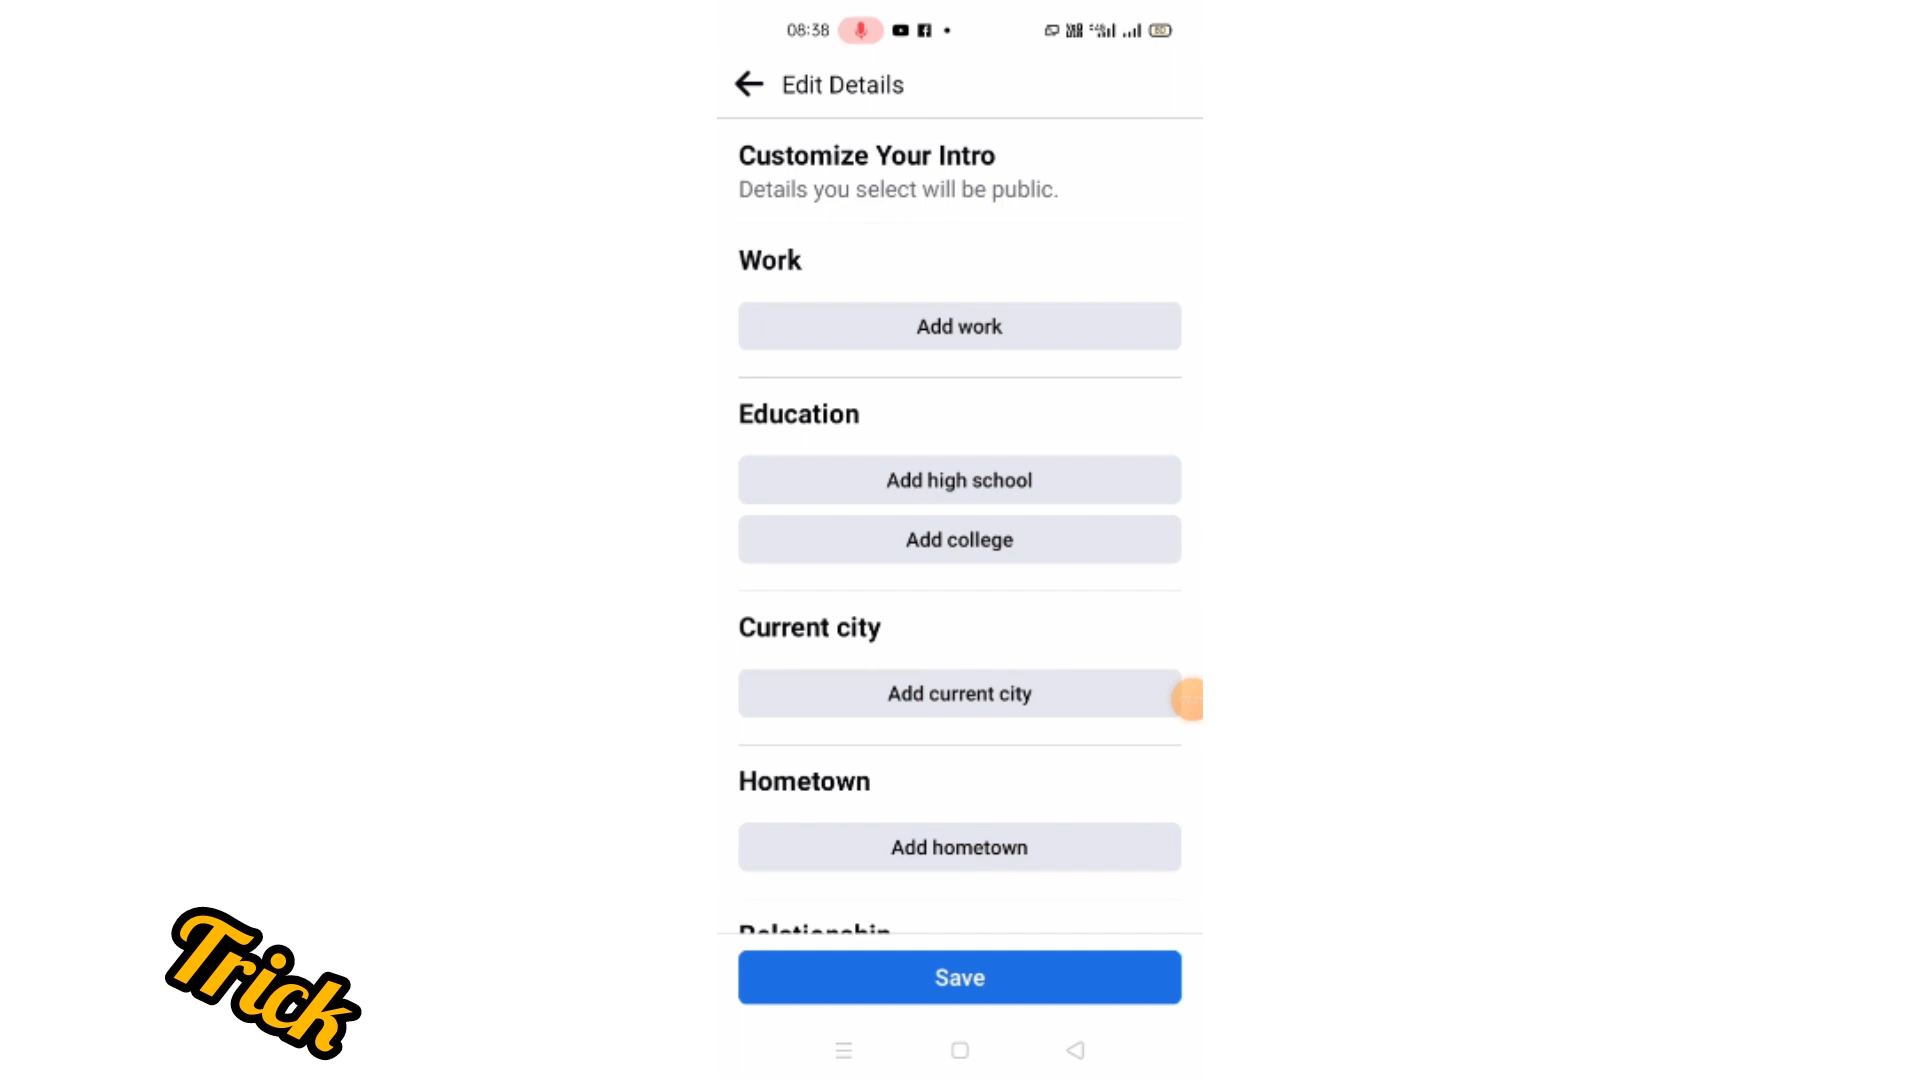 08:38
Edit Details
Customize Your Intro
Details you select will be public.
Work
Add work
Education
Add high school
Add college
Current city
Add current city
Hometown
Add hometown
Relationship
Save
Trick